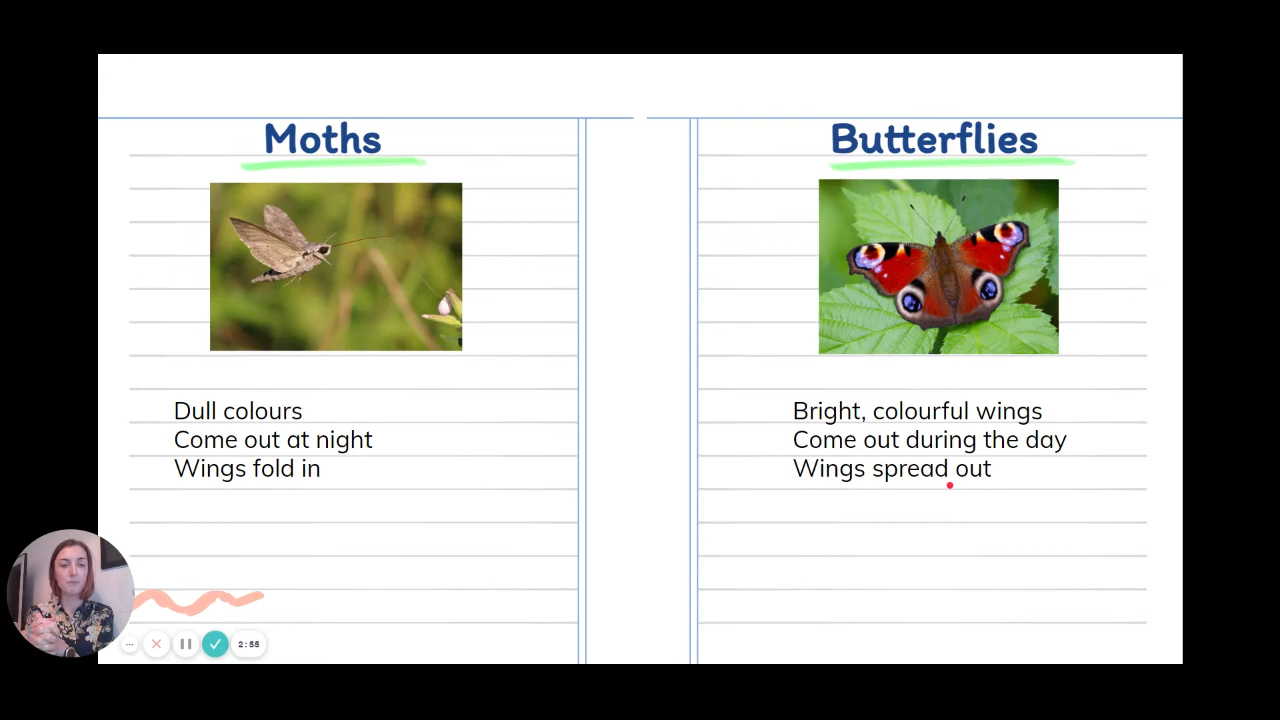 Moths
Dull colours
Come out at night
Wings fold in
Butterflies
Bright, colourful wings
Come out during the day
Wings spread out
2:55